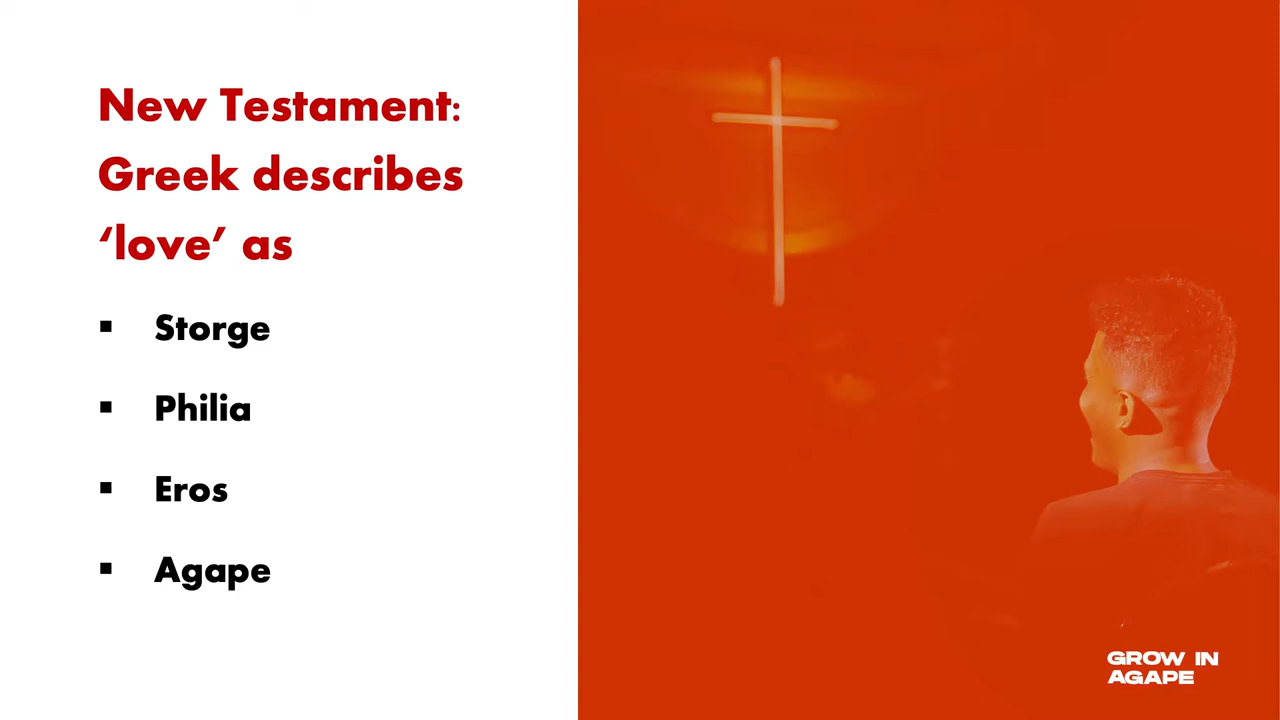 New Testament:
Greek describes
‘love’ as
▪ Storge
▪ Philia
▪ Eros
▪ Agape
GROW IN
AGAPE